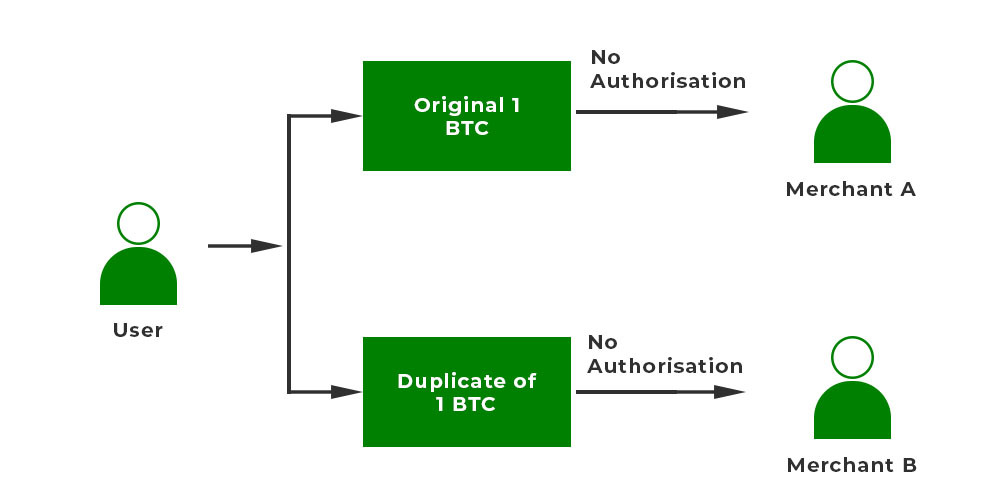 No
Authorisation
Original 1
BTC
Merchant A
User
No
Authorisation
Duplicate of
1 BTC
Merchant B